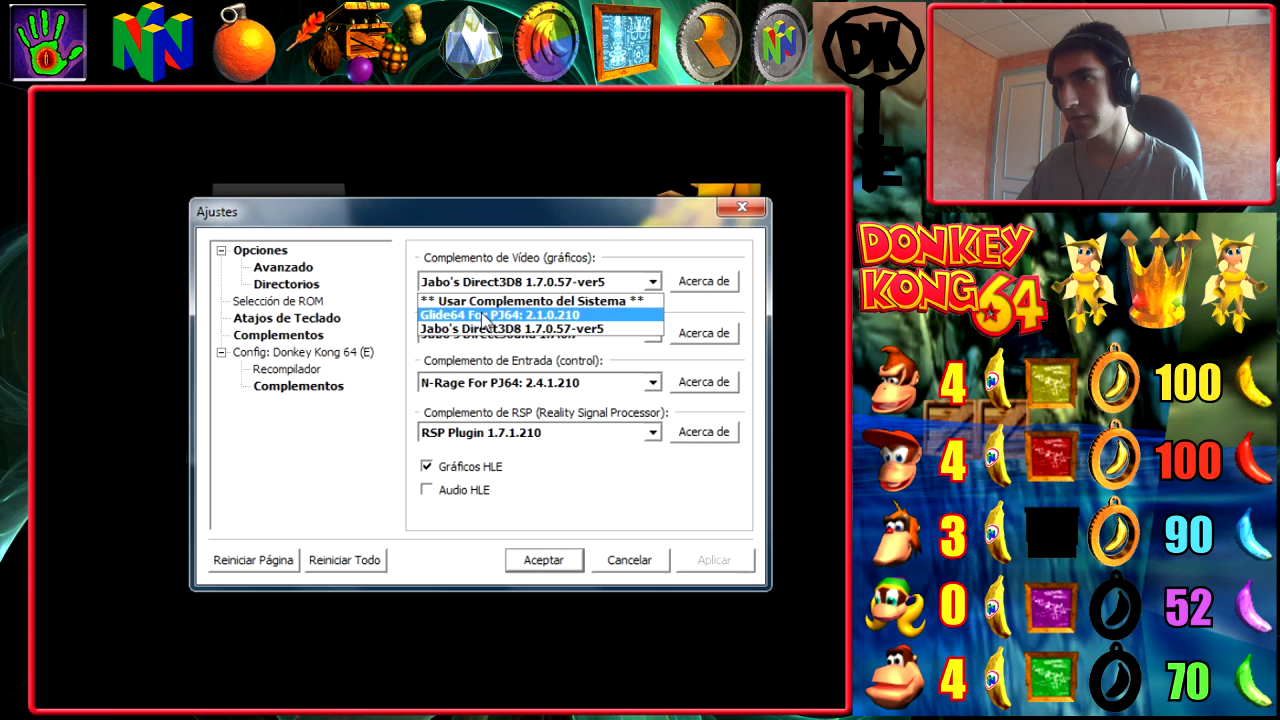 DK
Ajustes
Opciones
Avanzado
Directorios
Selección de ROM
Atajos de Teclado
Complementos
Config: Donkey Kong 64 (E)
Recompilador
Complementos
Complemento de Vídeo (gráficos):
Jabo's Direct3D8 1.7.0.57-ver5
Acerca de
** Usar Complemento del Sistema **
Glide64 For PJ64: 2.1.0.210
Jabo's Direct3D8 1.7.0.57-ver5
Acerca de
Complemento de Entrada (control):
N-Rage For PJ64: 2.4.1.210
Acerca de
Complemento de RSP (Reality Signal Processor):
RSP Plugin 1.7.1.210
Acerca de
Gráficos HLE
Audio HLE
Reiniciar Página
Reiniciar Todo
Aceptar
Cancelar
Aplicar
DONKEY
KONG 64
4 100
4 100
3 90
0 52
4 70